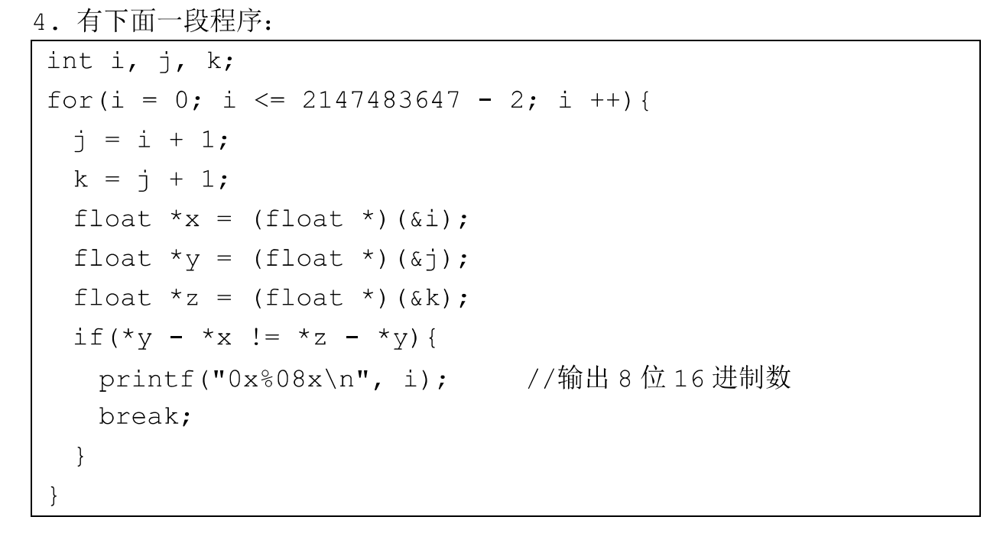 4. 有下面一段程序：
int i, j, k;
for(i = 0; i <= 2147483647 - 2; i ++){
  j = i + 1;
  k = j + 1;
  float *x = (float *)(&i);
  float *y = (float *)(&j);
  float *z = (float *)(&k);
  if(*y - *x != *z - *y){
    printf("0x%08x\n", i);     //输出 8 位 16 进制数
    break;
  }
}